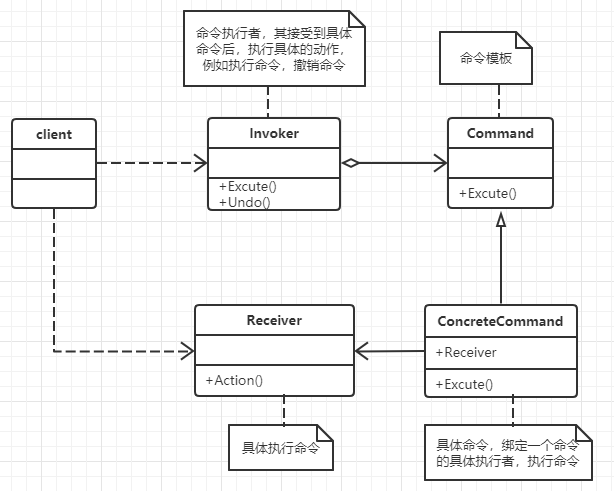 命令执行者，其接受到具体
命令后，执行具体的动作，
例如执行命令，撤销命令
命令模板
client
Invoker
+Excute()
+Undo()
Command
+Excute()
Receiver
+Action()
ConcreteCommand
+Receiver
+Excute()
具体执行命令
具体命令，绑定一个命令
的具体执行者，执行命令